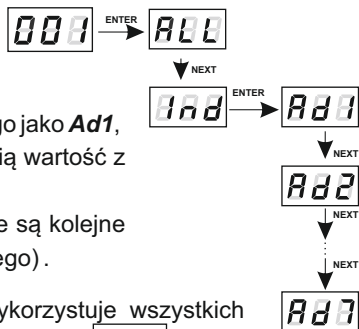 001 ENTER ALL
NEXT
Ind ENTER Ad1
go jako Ad1,
NEXT
ią wartość z
Ad2
e są kolejne
NEXT
ego).
NEXT
ykorzystuje wszystkich
Ad7